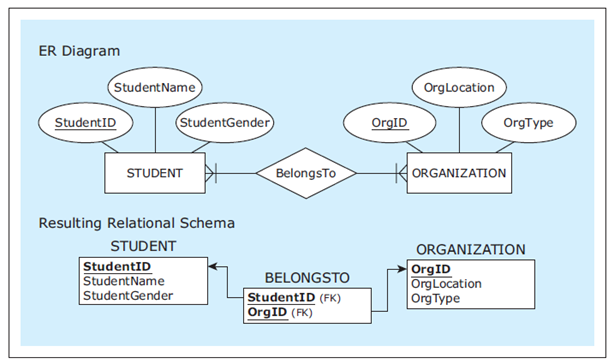 ER Diagram
StudentName
OrgLocation
StudentID
StudentGender
OrgID
OrgType
STUDENT
BelongsTo
ORGANIZATION
Resulting Relational Schema
STUDENT
StudentID
StudentName
StudentGender
BELONGSTO
StudentID (FK)
OrgID (FK)
ORGANIZATION
OrgID
OrgLocation
OrgType